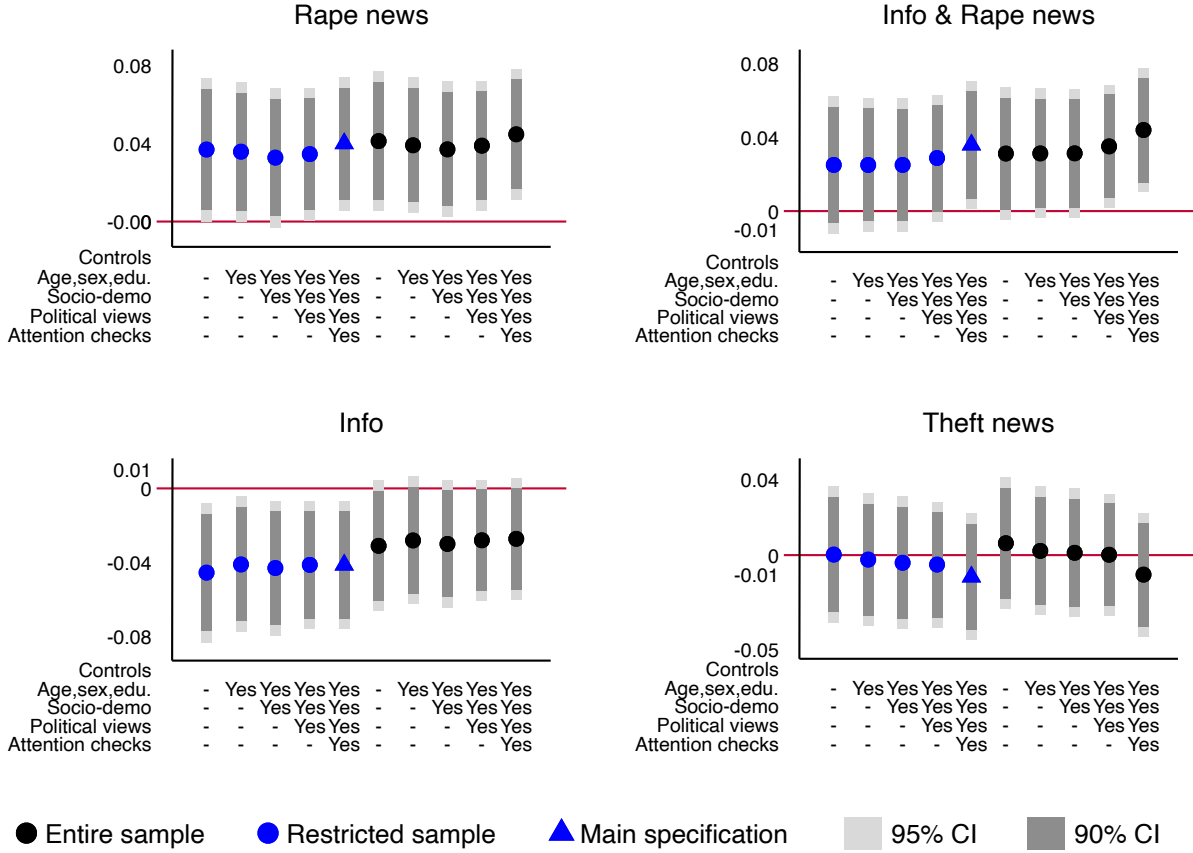 Rape news
0.08
0.04
-0.00
0
Controls
Age,sex,edu. - Yes Yes Yes Yes - Yes Yes Yes Yes
Socio-demo - - Yes Yes Yes - - Yes Yes Yes
Political views - - - Yes Yes - - - Yes Yes
Attention checks - - - - Yes - - - - Yes
Info & Rape news
0.08
0.04
0
-0.01
Controls
Age,sex,edu. - Yes Yes Yes Yes - Yes Yes Yes Yes
Socio-demo - - Yes Yes Yes - - Yes Yes Yes
Political views - - - Yes Yes - - - Yes Yes
Attention checks - - - - Yes - - - - Yes
Info
0.01
0
-0.04
-0.08
Controls
Age,sex,edu. - Yes Yes Yes Yes - Yes Yes Yes Yes
Socio-demo - - Yes Yes Yes - - Yes Yes Yes
Political views - - - Yes Yes - - - Yes Yes
Attention checks - - - - Yes - - - - Yes
Theft news
0.04
0
-0.01
-0.05
Controls
Age,sex,edu. - Yes Yes Yes Yes - Yes Yes Yes Yes
Socio-demo - - Yes Yes Yes - - Yes Yes Yes
Political views - - - Yes Yes - - - Yes Yes
Attention checks - - - - Yes - - - - Yes
Entire sample Restricted sample Main specification 95% CI 90% CI